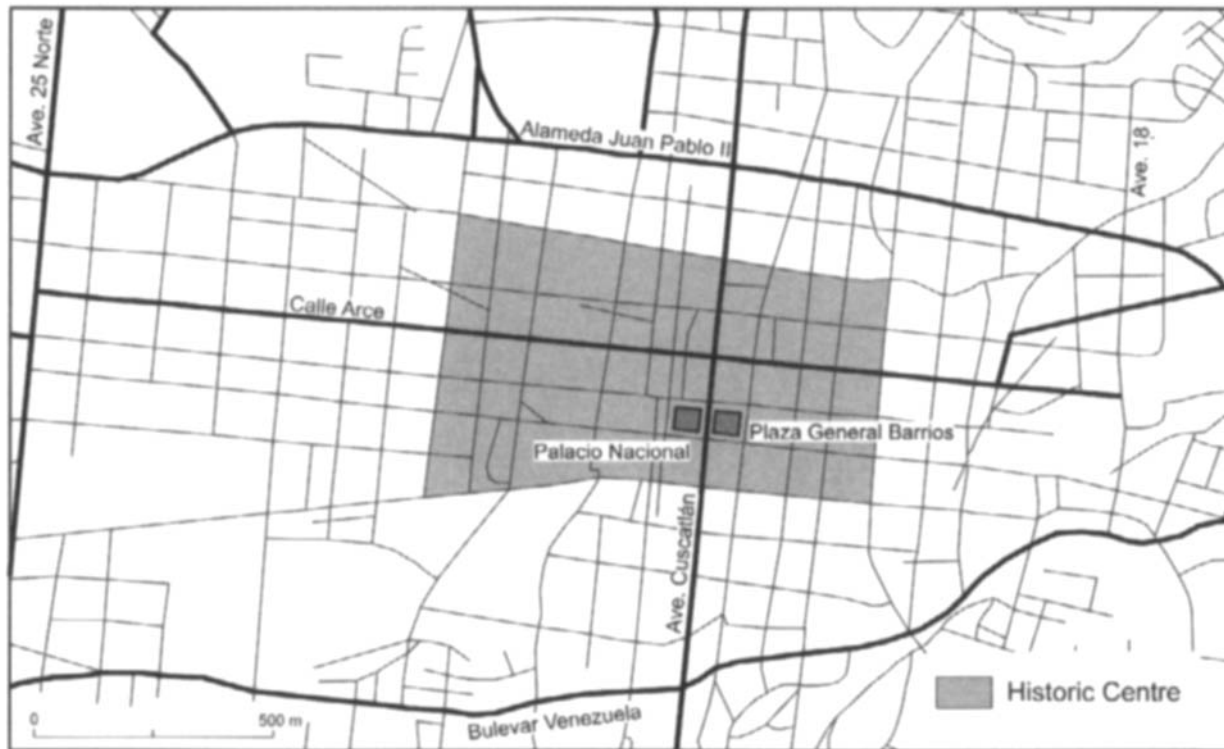 Ave. 25 Norte
Alameda Juan Pablo II
Ave. 18
Calle Arce
Plaza General Barrios
Palacio Nacional
Ave. Cuscatlán
Historic Centre
0 500 m
Bulevar Venezuela